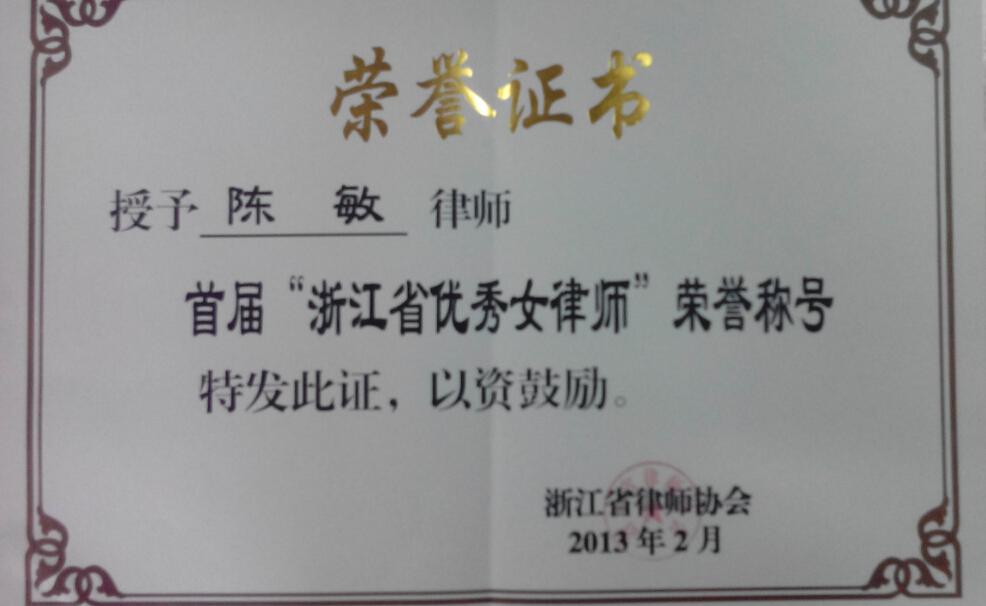 荣誉证书
授予 陈 敏 律师
首届“浙江省优秀女律师”荣誉称号
特发此证，以资鼓励。
浙江省律师协会
2013年2月